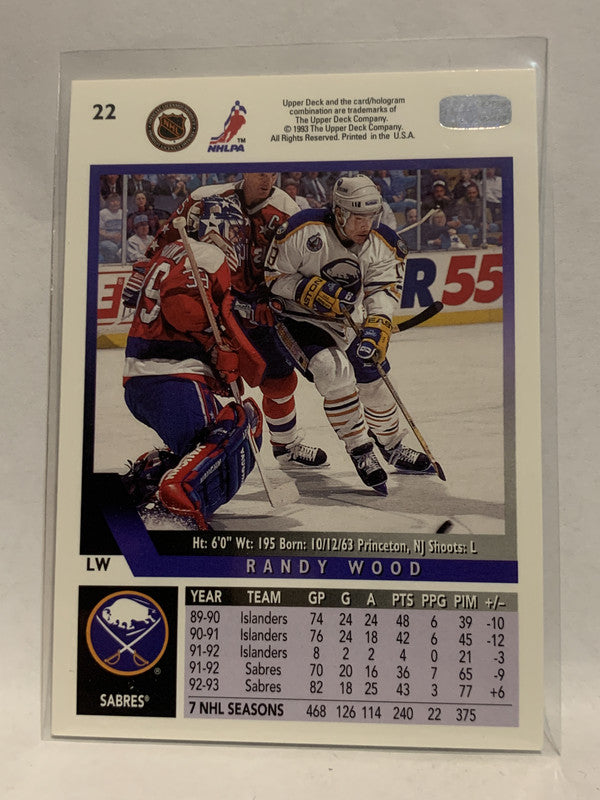 22
NHL
NHLPA
TM
Upper Deck and the card/hologram
combination are trademarks of
The Upper Deck Company.
© 1993 The Upper Deck Company.
All Rights Reserved. Printed in the U.S.A.
C
R 55
Ht: 6'0" Wt: 195 Born: 10/12/63 Princeton, NJ Shoots: L
LW
RANDY WOOD
YEAR TEAM GP G A PTS PPG PIM +/–
89-90 Islanders 74 24 24 48 6 39 -10
90-91 Islanders 76 24 18 42 6 45 -12
91-92 Islanders 8 2 2 4 0 21 -3
91-92 Sabres 70 20 16 36 7 65 -9
92-93 Sabres 82 18 25 43 3 77 +6
7 NHL SEASONS 468 126 114 240 22 375
SABRES®